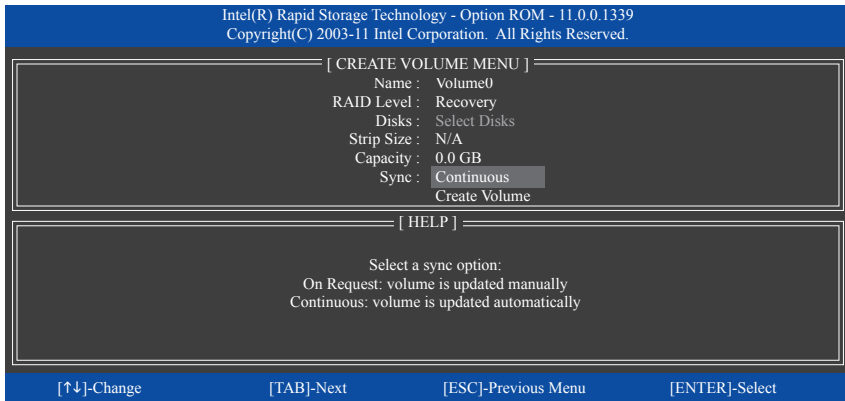 Intel(R) Rapid Storage Technology - Option ROM - 11.0.0.1339
Copyright(C) 2003-11 Intel Corporation. All Rights Reserved.
[ CREATE VOLUME MENU ]
Name : Volume0
RAID Level : Recovery
Disks : Select Disks
Strip Size : N/A
Capacity : 0.0 GB
Sync : Continuous
Create Volume
[ HELP ]
Select a sync option:
On Request: volume is updated manually
Continuous: volume is updated automatically
[↑↓]-Change [TAB]-Next [ESC]-Previous Menu [ENTER]-Select